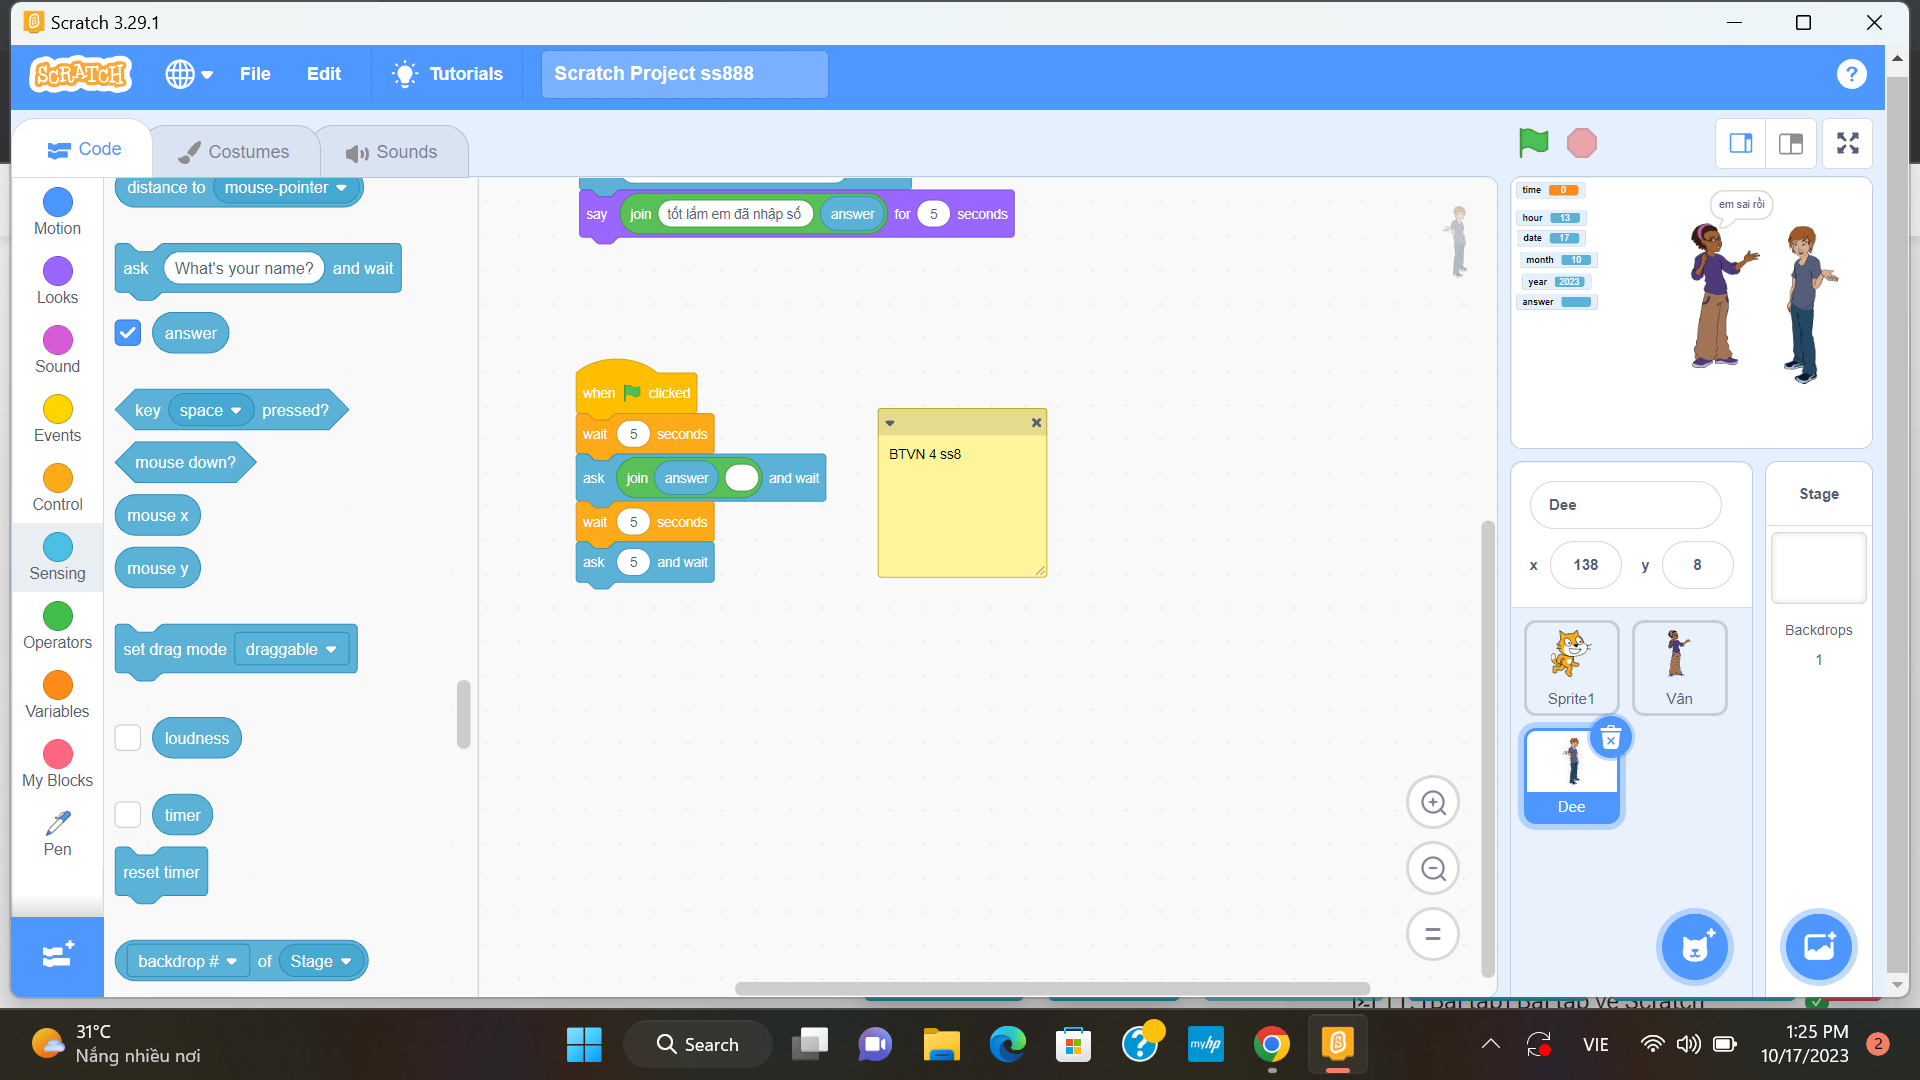 Scratch 3.29.1
SCRATCH
File
Edit
Tutorials
Scratch Project ss888
?
Code
Costumes
Sounds
Motion
Looks
Sound
Events
Control
Sensing
Operators
Variables
My Blocks
Pen
distance to mouse-pointer
ask What's your name? and wait
answer
key space pressed?
mouse down?
mouse x
mouse y
set drag mode draggable
loudness
timer
reset timer
backdrop # of Stage
say join tốt lắm em đã nhập số answer for 5 seconds
when clicked
wait 5 seconds
ask join answer and wait
wait 5 seconds
ask 5 and wait
BTVN 4 ss8
time 0
hour 13
date 17
month 10
year 2023
answer
em sai rồi
Dee
x 138 y 8
Sprite1
Vân
Dee
Stage
Backdrops
1
31°C
Nắng nhiều nơi
Search
myhp
VIE
1:25 PM
10/17/2023
2